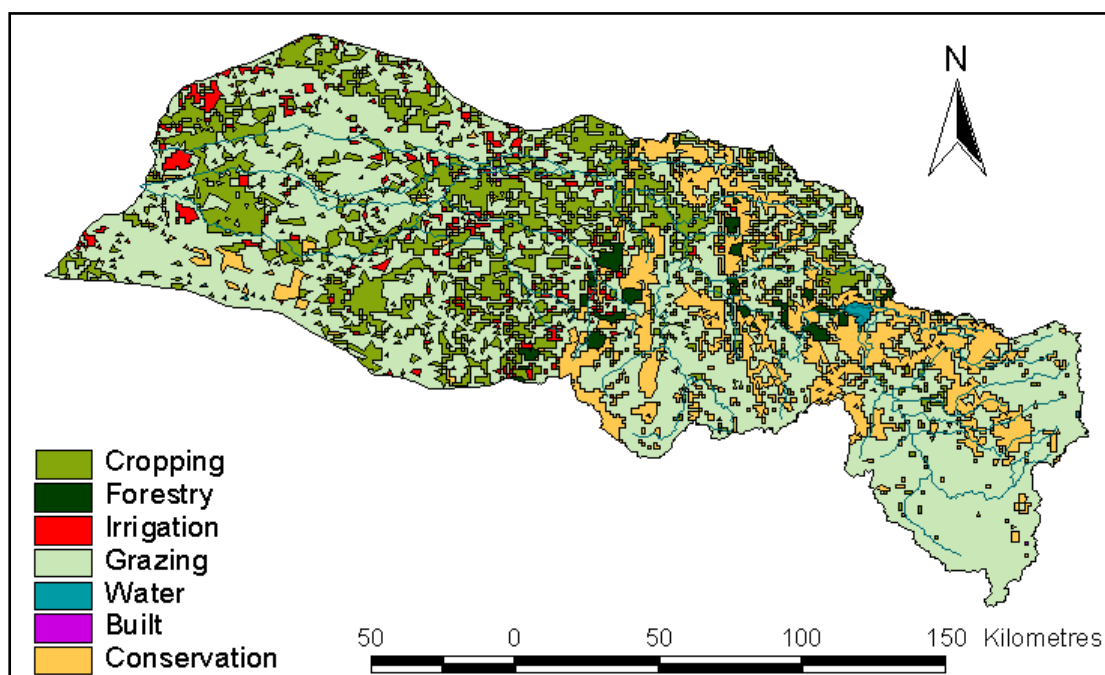 N
Cropping
Forestry
Irrigation
Grazing
Water
Built
Conservation
50 0 50 100 150 Kilometres